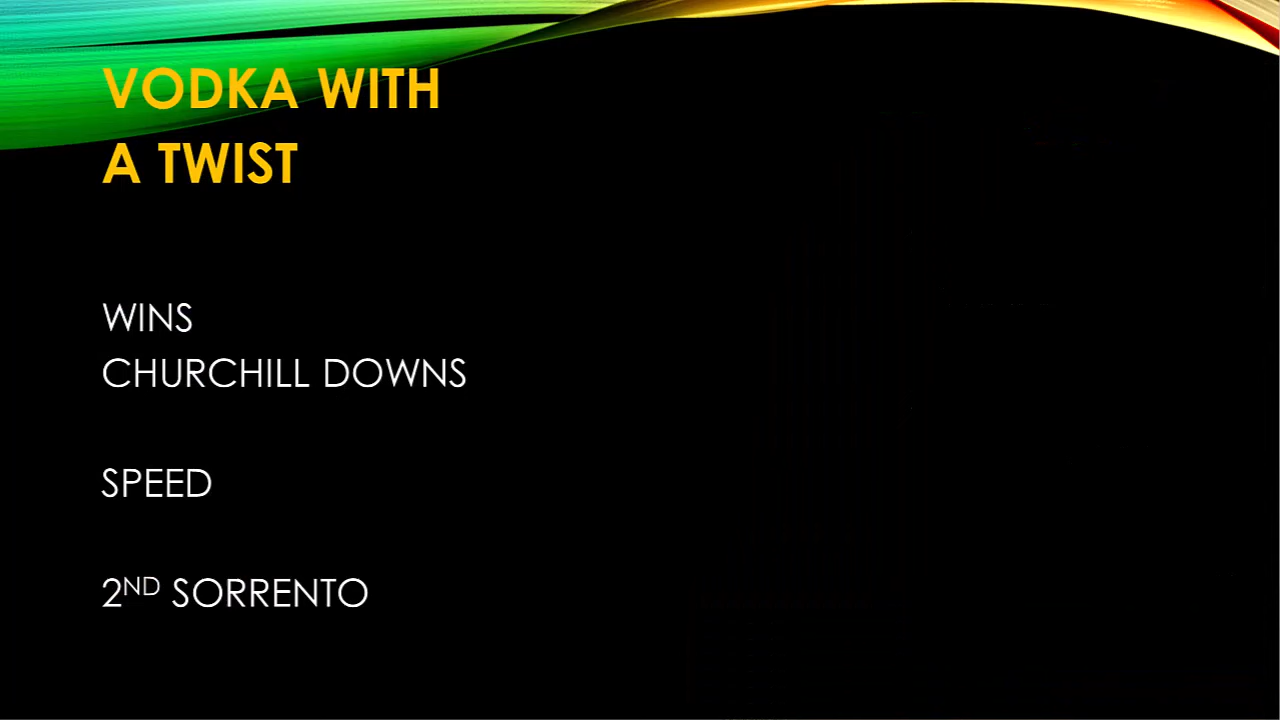 VODKA WITH
A TWIST
WINS
CHURCHILL DOWNS
SPEED
2ND SORRENTO